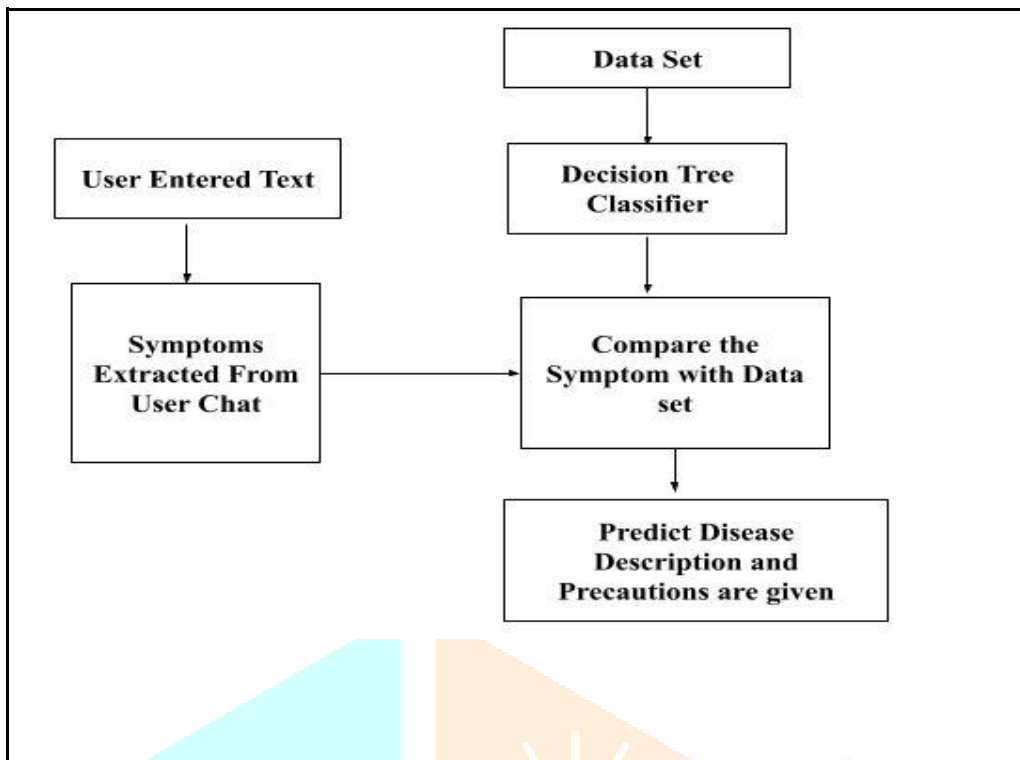 Data Set
User Entered Text
Decision Tree
Classifier
Symptoms
Extracted From
User Chat
Compare the
Symptom with Data
set
Predict Disease
Description and
Precautions are given